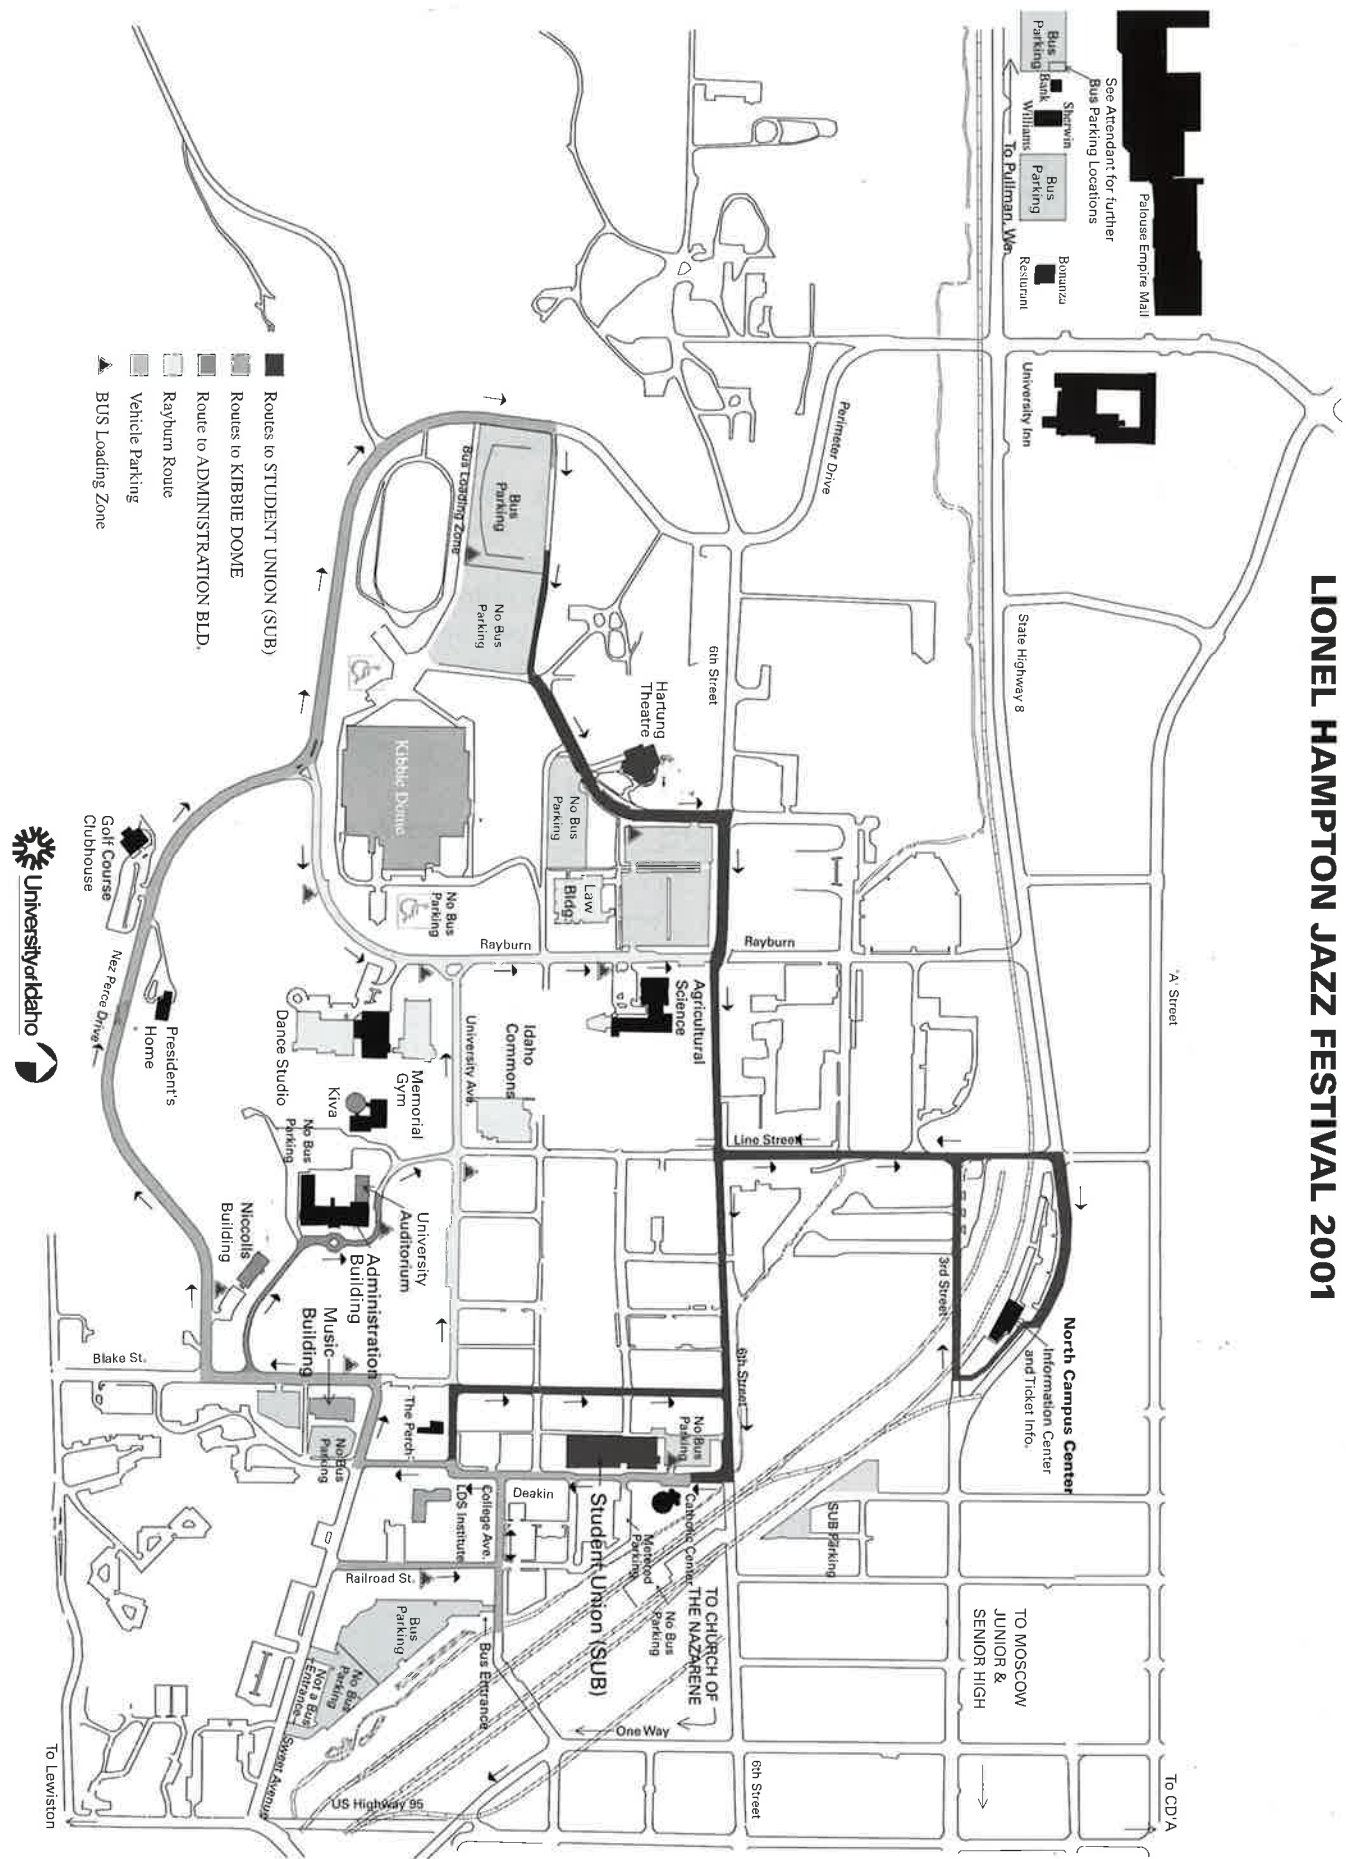 LIONEL HAMPTON JAZZ FESTIVAL 2001
Bus
Parking
Bank
Sherwin
Williams
See Attendant for further
Bus Parking Locations
Bus
Parking
To Pullman, Wa
Palouse Empire Mall
Bonanza
Resturant
University Inn
Perimeter Drive
State Highway 8
'A' Street
To CD'A
Routes to STUDENT UNION (SUB)
Routes to KIBBIE DOME
Route to ADMINISTRATION BLD.
Rayburn Route
Vehicle Parking
BUS Loading Zone
Bus Loading Zone
Bus
Parking
No Bus
Parking
6th Street
Hartung
Theatre
Kibbie Dome
No Bus
Parking
Law
Bldg.
No Bus
Parking
Rayburn
Rayburn
Golf Course
Clubhouse
Nez Perce Drive
President's
Home
Dance Studio
Kiva
Memorial
Gym
University Ave.
Idaho
Commons
Agricultural
Science
Line Street
No Bus
Parking
Niccolls
Building
University
Auditorium
Administration
Building
Music
Building
Blake St.
The Perch
No Bus
Parking
6th Street
3rd Street
North Campus Center
Information Center
and Ticket Info.
No Bus
Parking
Student Union (SUB)
Catholic Center
Metered
Parking
No Bus
Parking
Deakin
College Ave.
LDS Institute
Railroad St.
SUB Parking
Bus
Parking
No Bus
Parking
Not a Bus
Entrance
Bus Entrance
Sweet Avenue
US Highway 95
One Way
TO CHURCH OF
THE NAZARENE
TO MOSCOW
JUNIOR &
SENIOR HIGH
6th Street
To Lewiston
University of Idaho